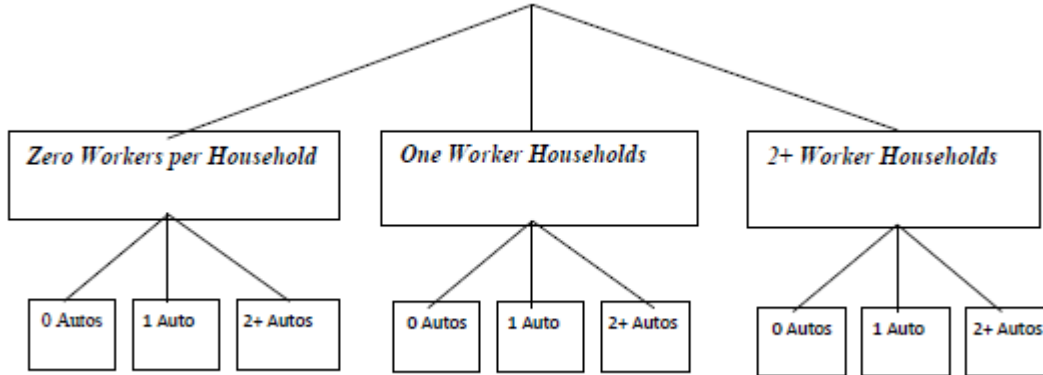 Zero Workers per Household
One Worker Households
2+ Worker Households
0 Autos
1 Auto
2+ Autos
0 Autos
1 Auto
2+ Autos
0 Autos
1 Auto
2+ Autos